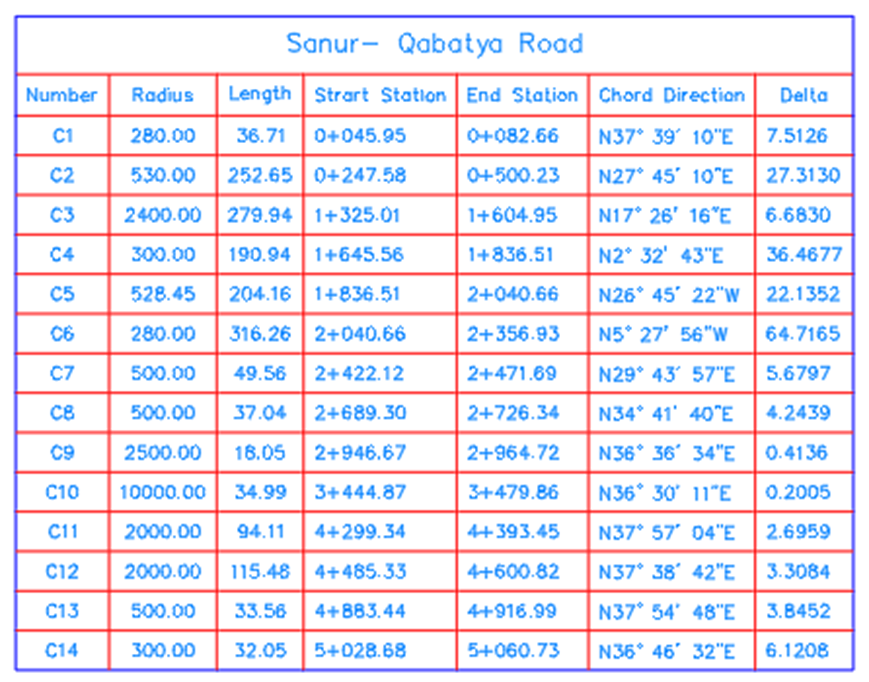 Sanur- Qabatya Road
Number Radius Length Strart Station End Station Chord Direction Delta
C1 280.00 36.71 0+045.95 0+082.66 N37° 39' 10"E 7.5126
C2 530.00 252.65 0+247.58 0+500.23 N27° 45' 10"E 27.3130
C3 2400.00 279.94 1+325.01 1+604.95 N17° 26' 16"E 6.6830
C4 300.00 190.94 1+645.56 1+836.51 N2° 32' 43"E 36.4677
C5 528.45 204.16 1+836.51 2+040.66 N26° 45' 22"W 22.1352
C6 280.00 316.26 2+040.66 2+356.93 N5° 27' 56"W 64.7165
C7 500.00 49.56 2+422.12 2+471.69 N29° 43' 57"E 5.6797
C8 500.00 37.04 2+689.30 2+726.34 N34° 41' 40"E 4.2439
C9 2500.00 18.05 2+946.67 2+964.72 N36° 36' 34"E 0.4136
C10 10000.00 34.99 3+444.87 3+479.86 N36° 30' 11"E 0.2005
C11 2000.00 94.11 4+299.34 4+393.45 N37° 57' 04"E 2.6959
C12 2000.00 115.48 4+485.33 4+600.82 N37° 38' 42"E 3.3084
C13 500.00 33.56 4+883.44 4+916.99 N37° 54' 48"E 3.8452
C14 300.00 32.05 5+028.68 5+060.73 N36° 46' 32"E 6.1208